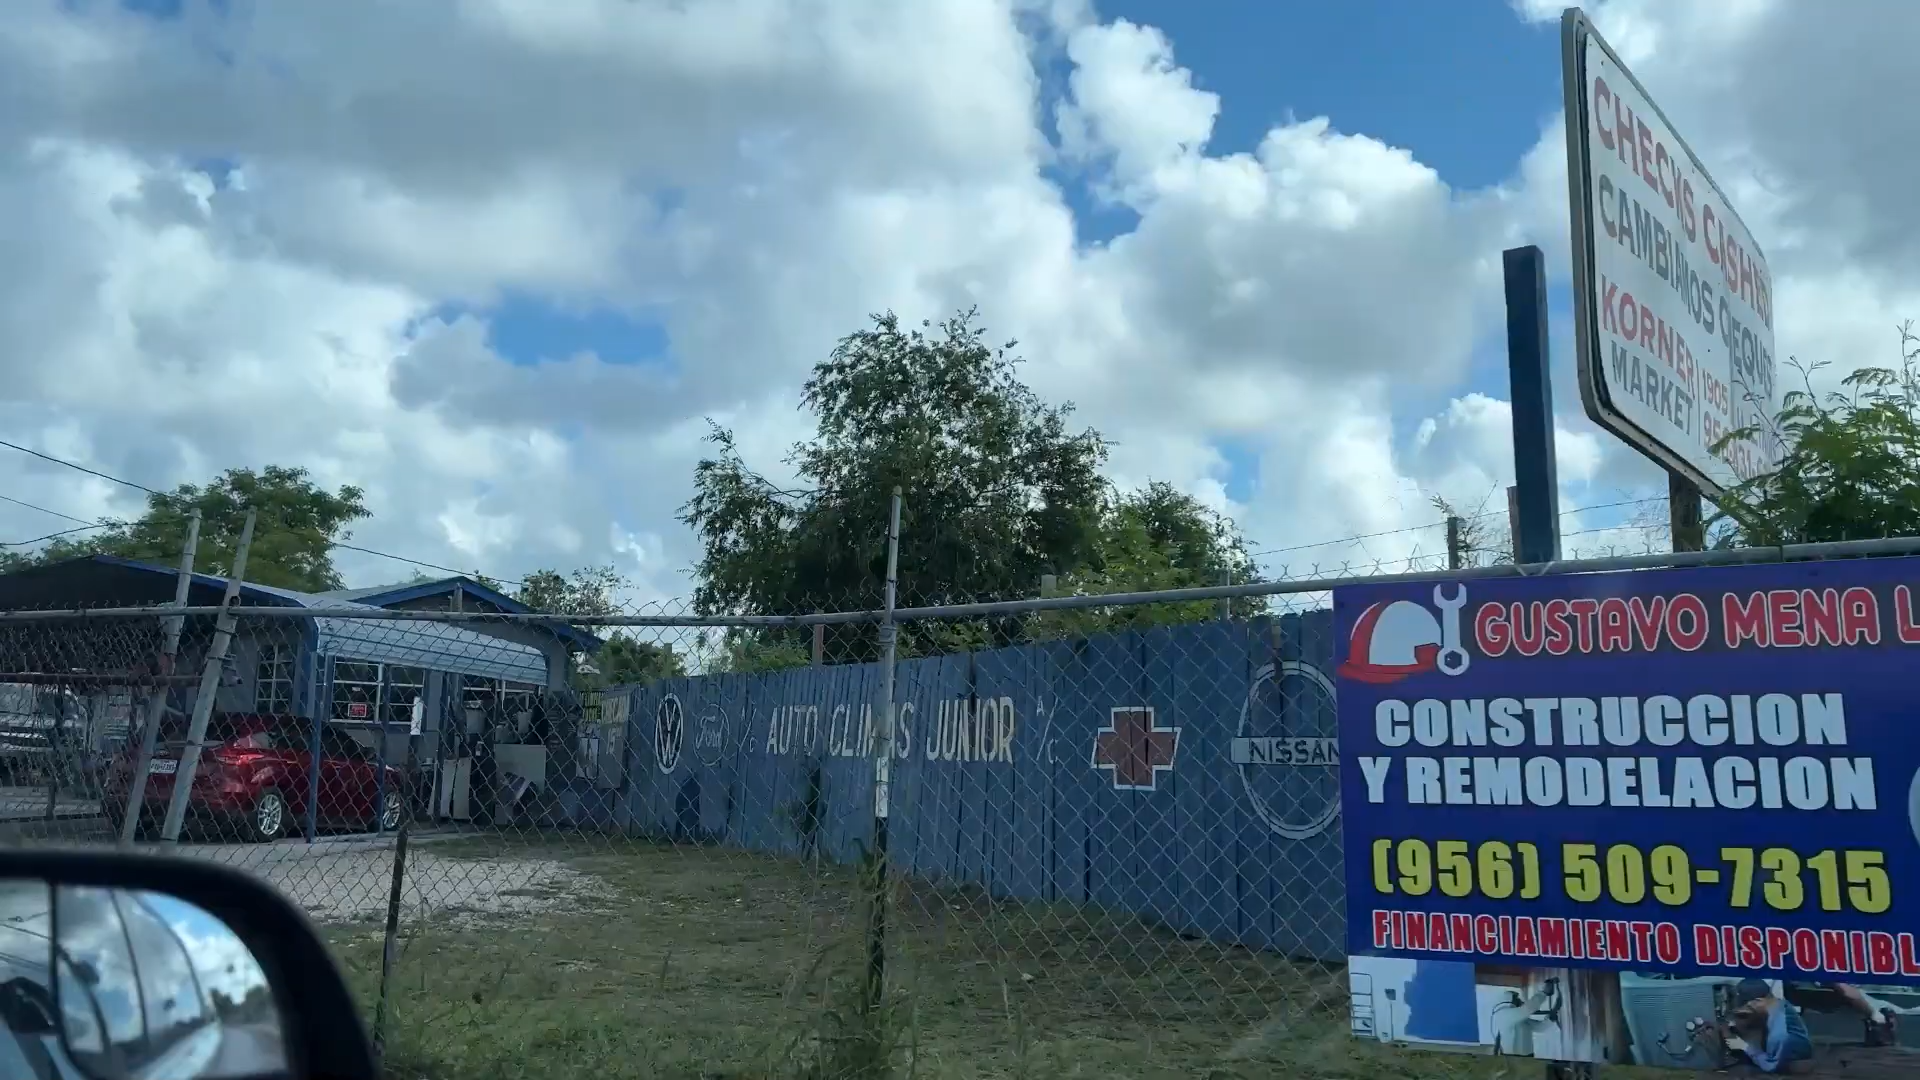 CHECKS CASHED
CAMBIAMOS CHEQUES
KORNER
MARKET
1905
GUSTAVO MENA L
CONSTRUCCION
Y REMODELACION
(956) 509-7315
FINANCIAMIENTO DISPONIBL
Ford
A/C
AUTO CLIMAS JUNIOR
A/C
NISSAN